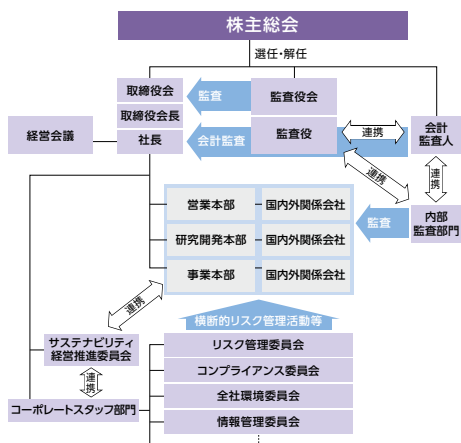 株主総会
選任・解任
取締役会
取締役会長
社長
経営会議
監査
会計監査
監査役会
監査役
連携
会計
監査人
連携
連携
内部
監査部門
監査
営業本部
国内外関係会社
研究開発本部
国内外関係会社
事業本部
国内外関係会社
連携
横断的リスク管理活動等
サステナビリティ
経営推進委員会
連携
コーポレートスタッフ部門
リスク管理委員会
コンプライアンス委員会
全社環境委員会
情報管理委員会